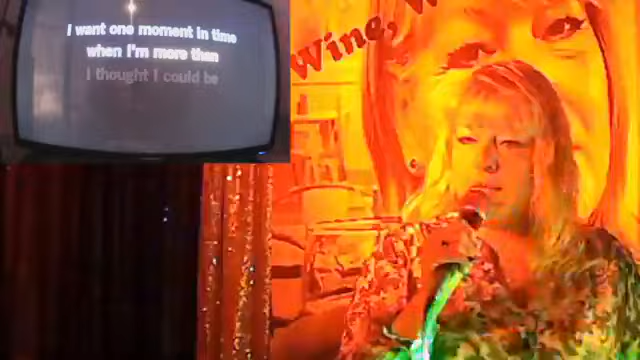 I want one moment in time
when I'm more than
I thought I could be
Wine, W